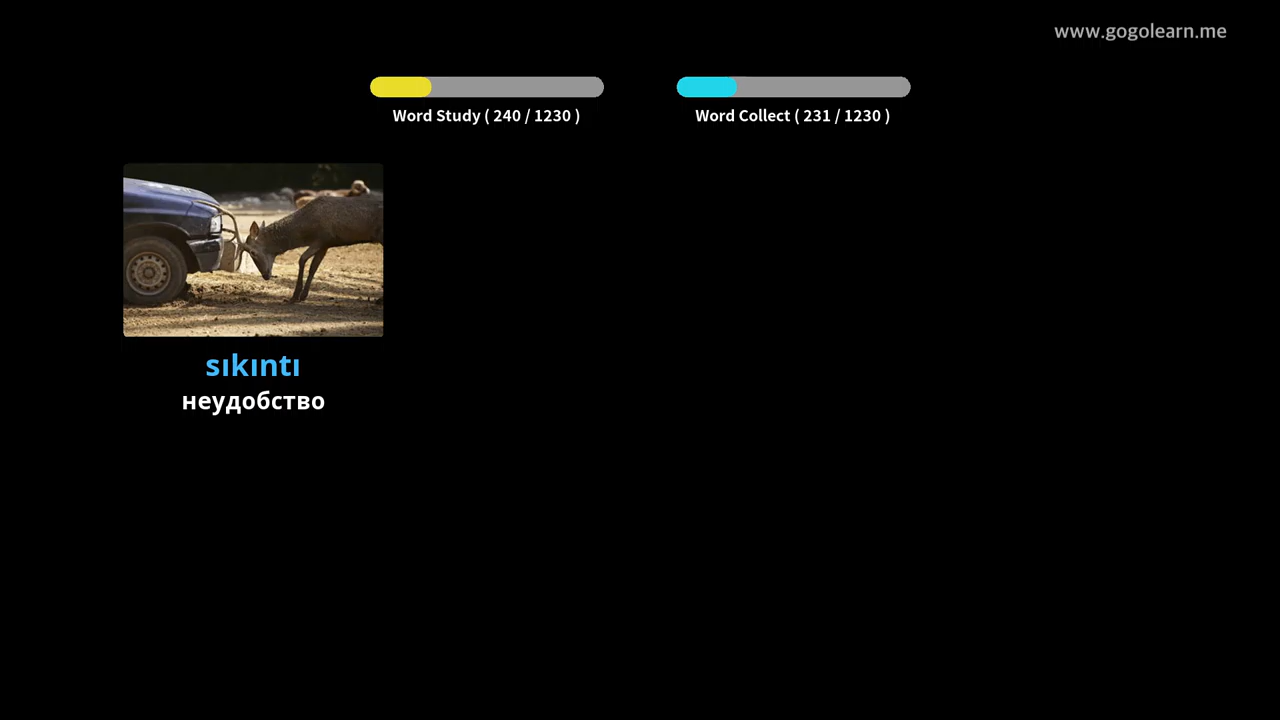 www.gogolearn.me
Word Study ( 240 / 1230 )
Word Collect ( 231 / 1230 )
sıkıntı
неудобство